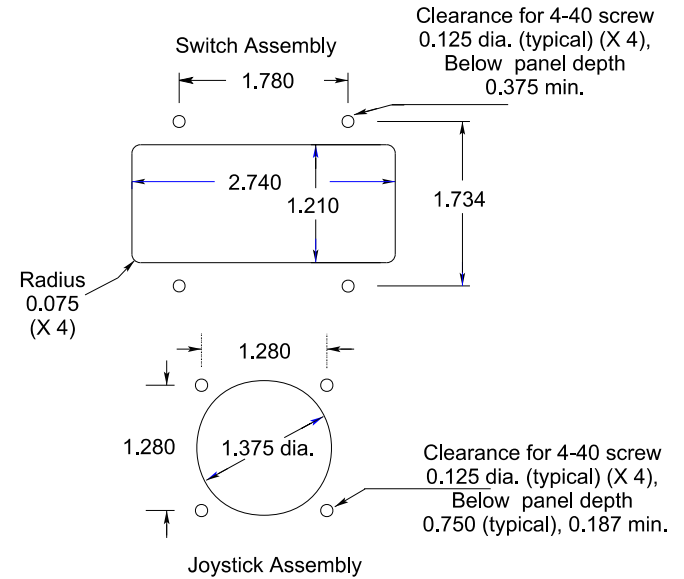 Clearance for 4-40 screw
0.125 dia. (typical) (X 4),
Below panel depth
0.375 min.
Switch Assembly
1.780
2.740
1.210
1.734
Radius
0.075
(X 4)
1.280
1.280
1.375 dia.
Clearance for 4-40 screw
0.125 dia. (typical) (X 4),
Below panel depth
0.750 (typical), 0.187 min.
Joystick Assembly